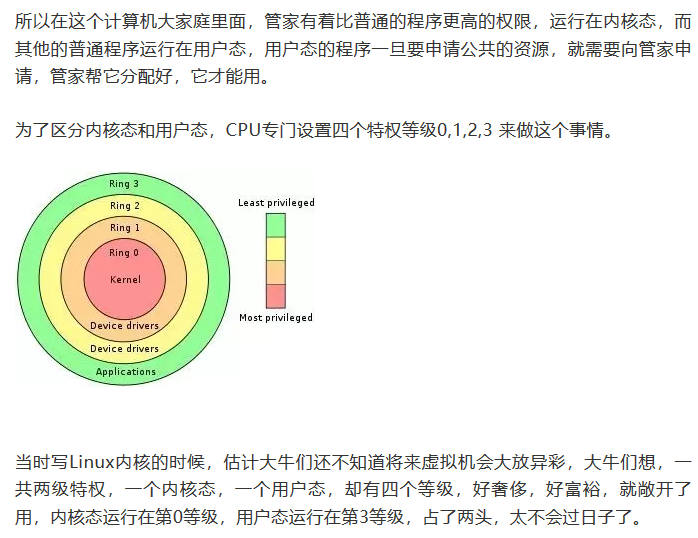 所以在这个计算机大家庭里面，管家有着比普通的程序更高的权限，运行在内核态，而
其他的普通程序运行在用户态，用户态的程序一旦要申请公共的资源，就需要向管家申
请，管家帮它分配好，它才能用。
为了区分内核态和用户态，CPU专门设置四个特权等级0,1,2,3 来做这个事情。
Ring 3
Ring 2
Ring 1
Ring 0
Kernel
Device drivers
Device drivers
Applications
Least privileged
Most privileged
当时写Linux内核的时候，估计大牛们还不知道将来虚拟机会大放异彩，大牛们想，一
共两级特权，一个内核态，一个用户态，却有四个等级，好奢侈，好富裕，就敞开了
用，内核态运行在第0等级，用户态运行在第3等级，占了两头，太不会过日子了。